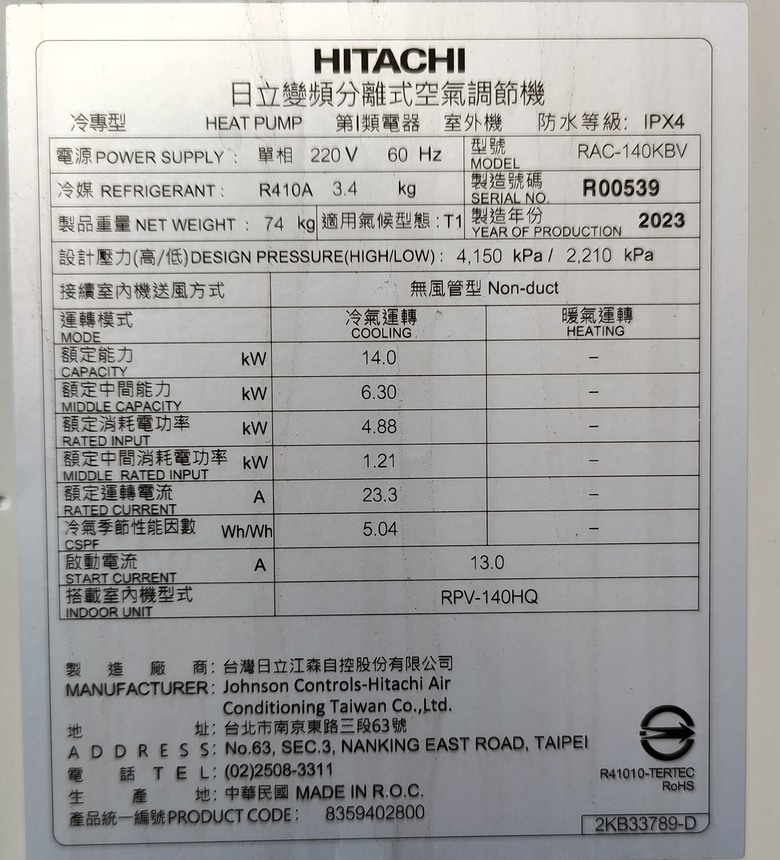 HITACHI
日立變頻分離式空氣調節機
冷專型 HEAT PUMP 第I類電器 室外機 防水等級: IPX4
電源 POWER SUPPLY : 單相 220 V 60 Hz 型號 MODEL RAC-140KBV
冷媒 REFRIGERANT : R410A 3.4 kg 製造號碼 SERIAL NO. R00539
製品重量 NET WEIGHT : 74 kg 適用氣候型態 : T1 製造年份 YEAR OF PRODUCTION 2023
設計壓力(高/低)DESIGN PRESSURE(HIGH/LOW) : 4,150 kPa / 2,210 kPa
接續室內機送風方式 無風管型 Non-duct
運轉模式 冷氣運轉 暖氣運轉
MODE COOLING HEATING
額定能力 CAPACITY kW 14.0 –
額定中間能力 MIDDLE CAPACITY kW 6.30 –
額定消耗電功率 RATED INPUT kW 4.88 –
額定中間消耗電功率 MIDDLE RATED INPUT kW 1.21 –
額定運轉電流 RATED CURRENT A 23.3 –
冷氣季節性能因數 CSPF Wh/Wh 5.04 –
啟動電流 START CURRENT A 13.0
搭載室內機型式 INDOOR UNIT RPV-140HQ
製造廠商: 台灣日立江森自控股份有限公司
MANUFACTURER: Johnson Controls-Hitachi Air
Conditioning Taiwan Co.,Ltd.
地址: 台北市南京東路三段63號
ADDRESS: No.63, SEC.3, NANKING EAST ROAD, TAIPEI
電話 TEL: (02)2508-3311
生產地: 中華民國 MADE IN R.O.C.
產品統一編號PRODUCT CODE: 8359402800
R41010-TERTEC
RoHS
2KB33789-D